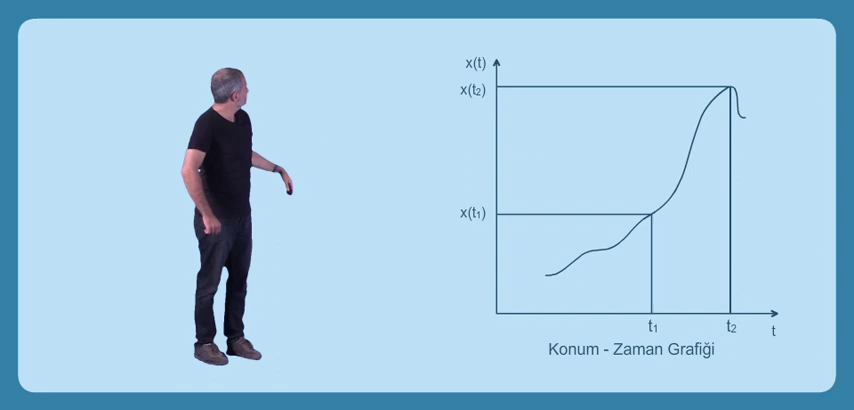 x(t)
x(t₂)
x(t₁)
t₁
t₂
t
Konum - Zaman Grafiği